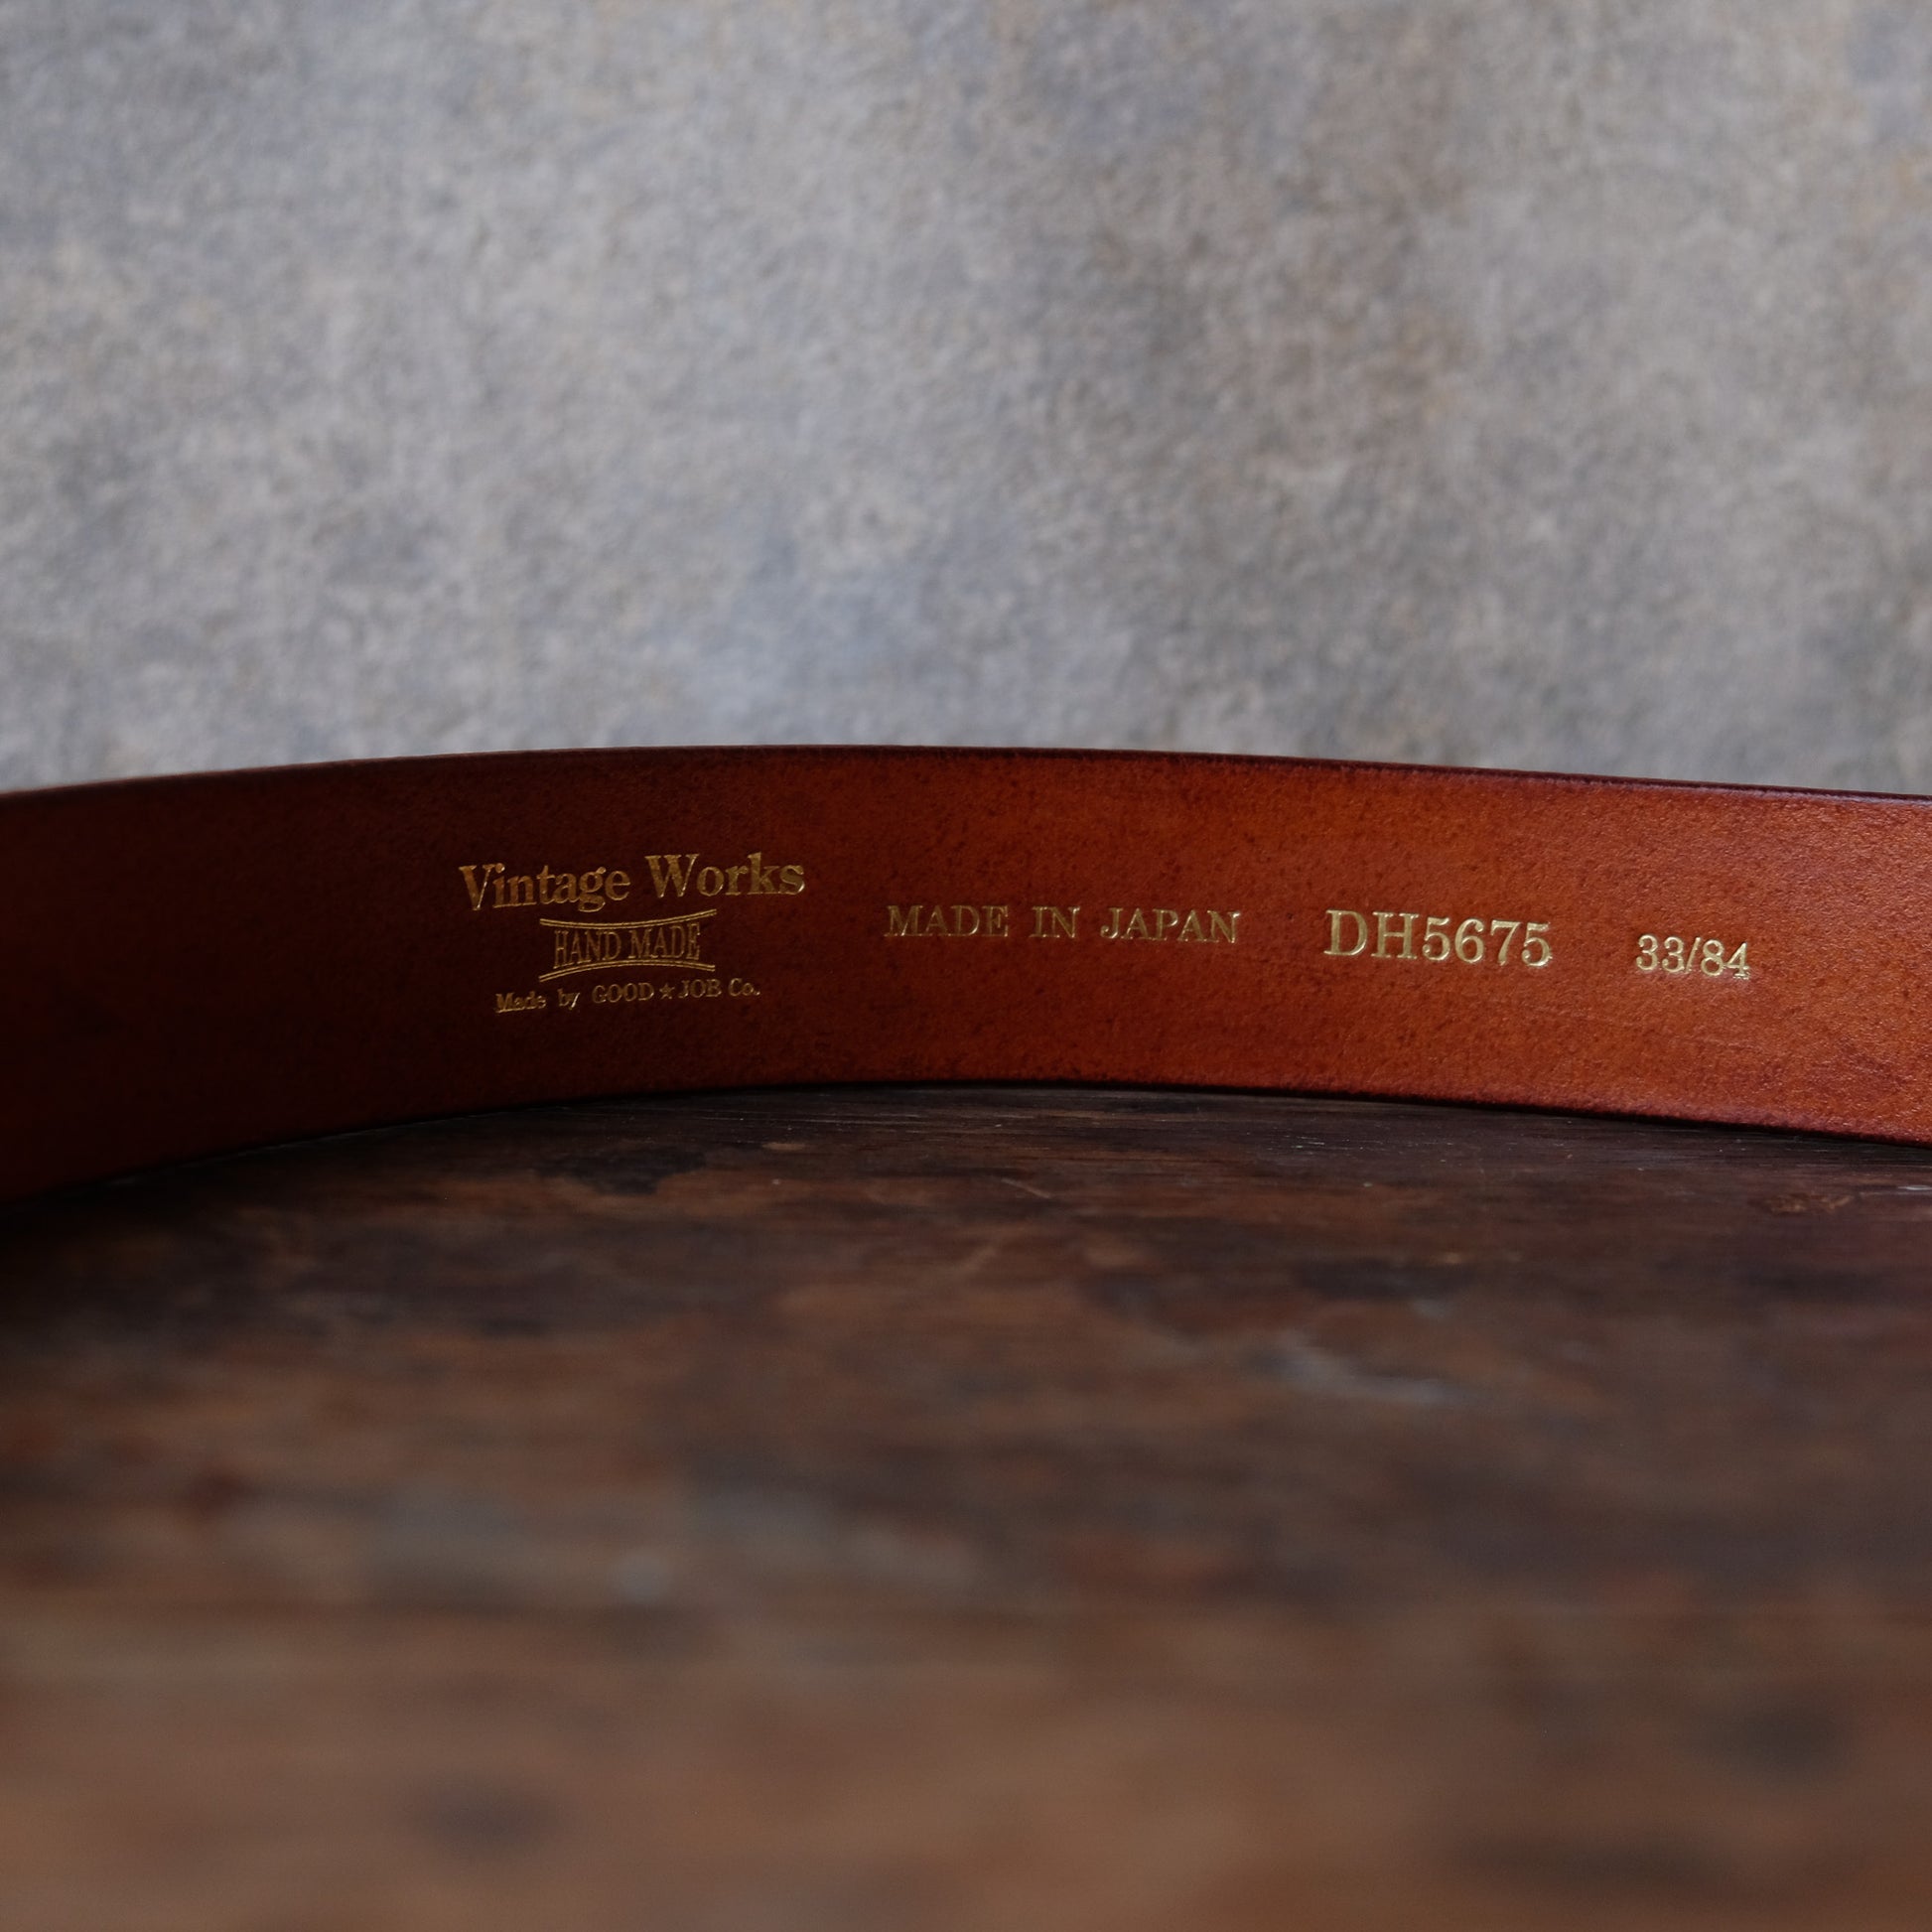 Vintage Works
HAND MADE
Made by GOOD★JOB Co.
MADE IN JAPAN
DH5675
33/84